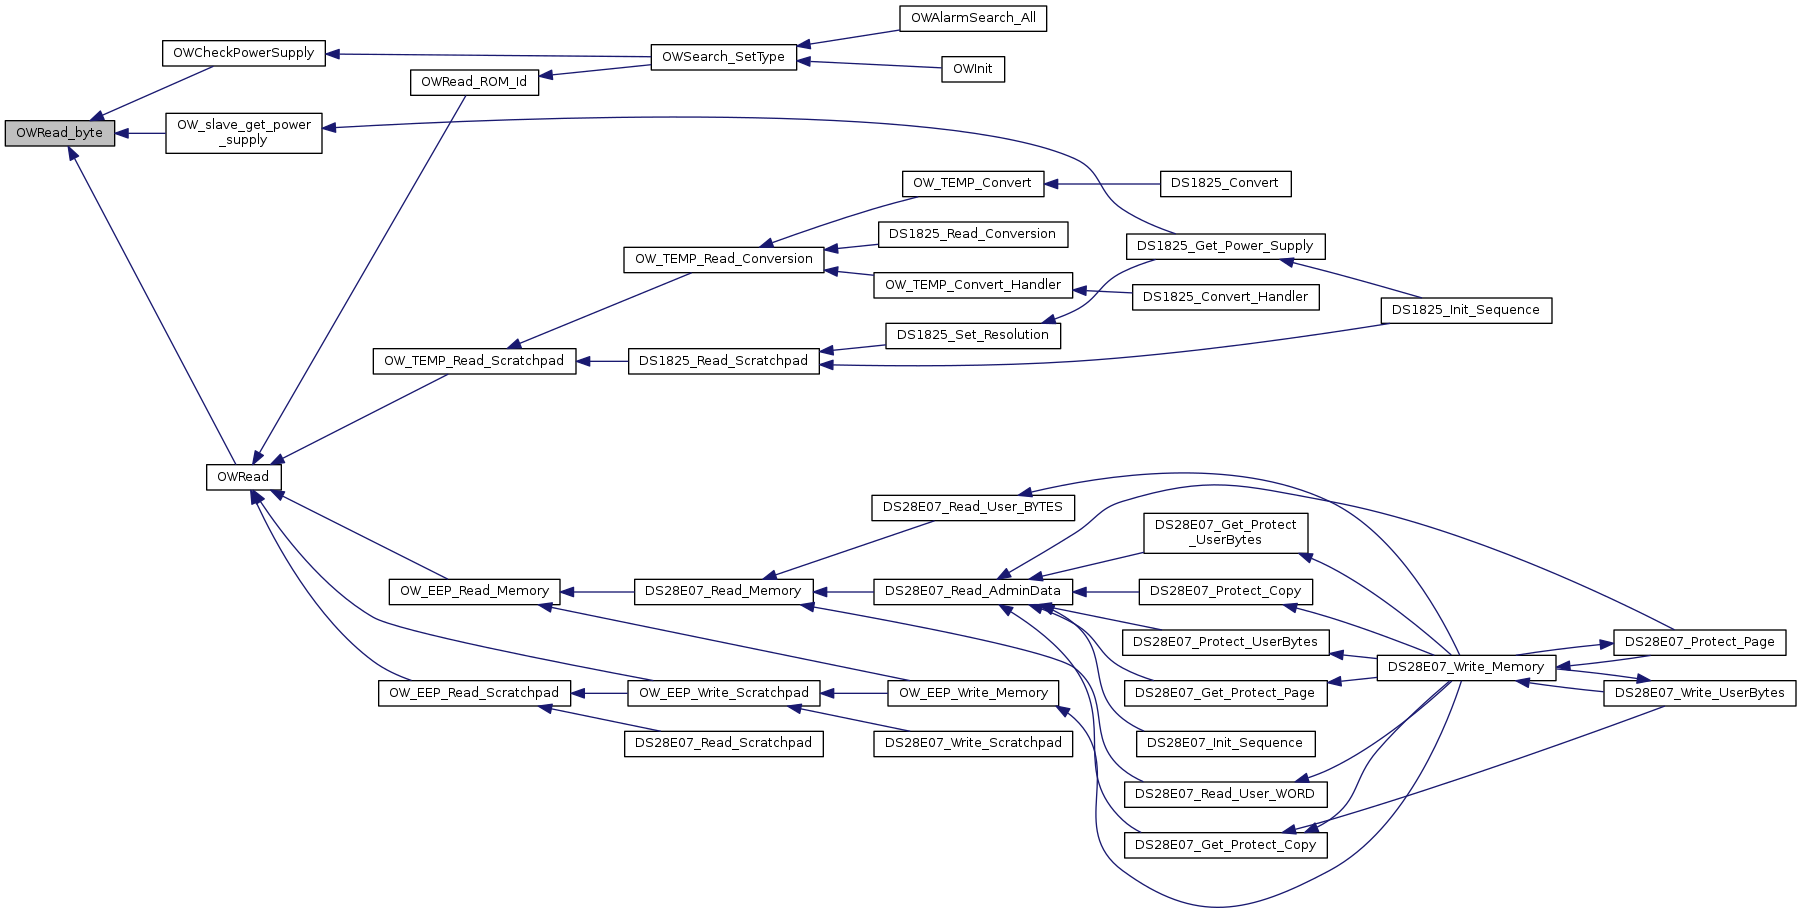 OWAlarmSearch_All
OWCheckPowerSupply
OWSearch_SetType
OWInit
OWRead_ROM_Id
OWRead_byte
OW_slave_get_power
_supply
OW_TEMP_Convert
DS1825_Convert
DS1825_Read_Conversion
DS1825_Get_Power_Supply
OW_TEMP_Read_Conversion
OW_TEMP_Convert_Handler
DS1825_Convert_Handler
DS1825_Init_Sequence
DS1825_Set_Resolution
OW_TEMP_Read_Scratchpad
DS1825_Read_Scratchpad
OWRead
DS28E07_Read_User_BYTES
DS28E07_Get_Protect
_UserBytes
OW_EEP_Read_Memory
DS28E07_Read_Memory
DS28E07_Read_AdminData
DS28E07_Protect_Copy
DS28E07_Protect_UserBytes
DS28E07_Protect_Page
DS28E07_Write_Memory
OW_EEP_Read_Scratchpad
OW_EEP_Write_Scratchpad
OW_EEP_Write_Memory
DS28E07_Get_Protect_Page
DS28E07_Write_UserBytes
DS28E07_Read_Scratchpad
DS28E07_Write_Scratchpad
DS28E07_Init_Sequence
DS28E07_Read_User_WORD
DS28E07_Get_Protect_Copy